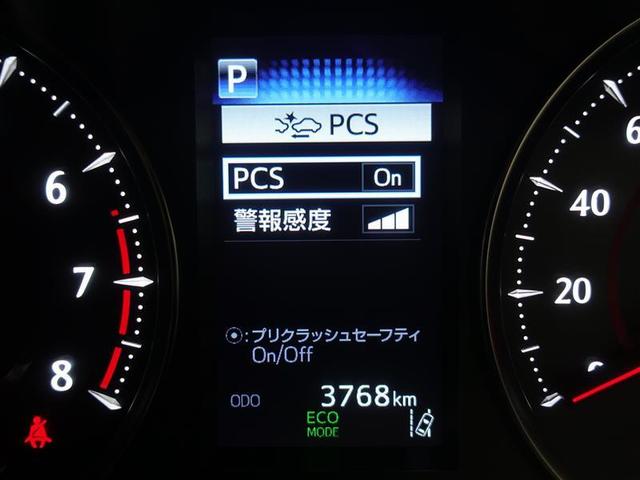 P
PCS
PCS On
警報感度
: プリクラッシュセーフティ
On/Off
ODO 3768km
ECO
MODE
6
7
8
60
40
20